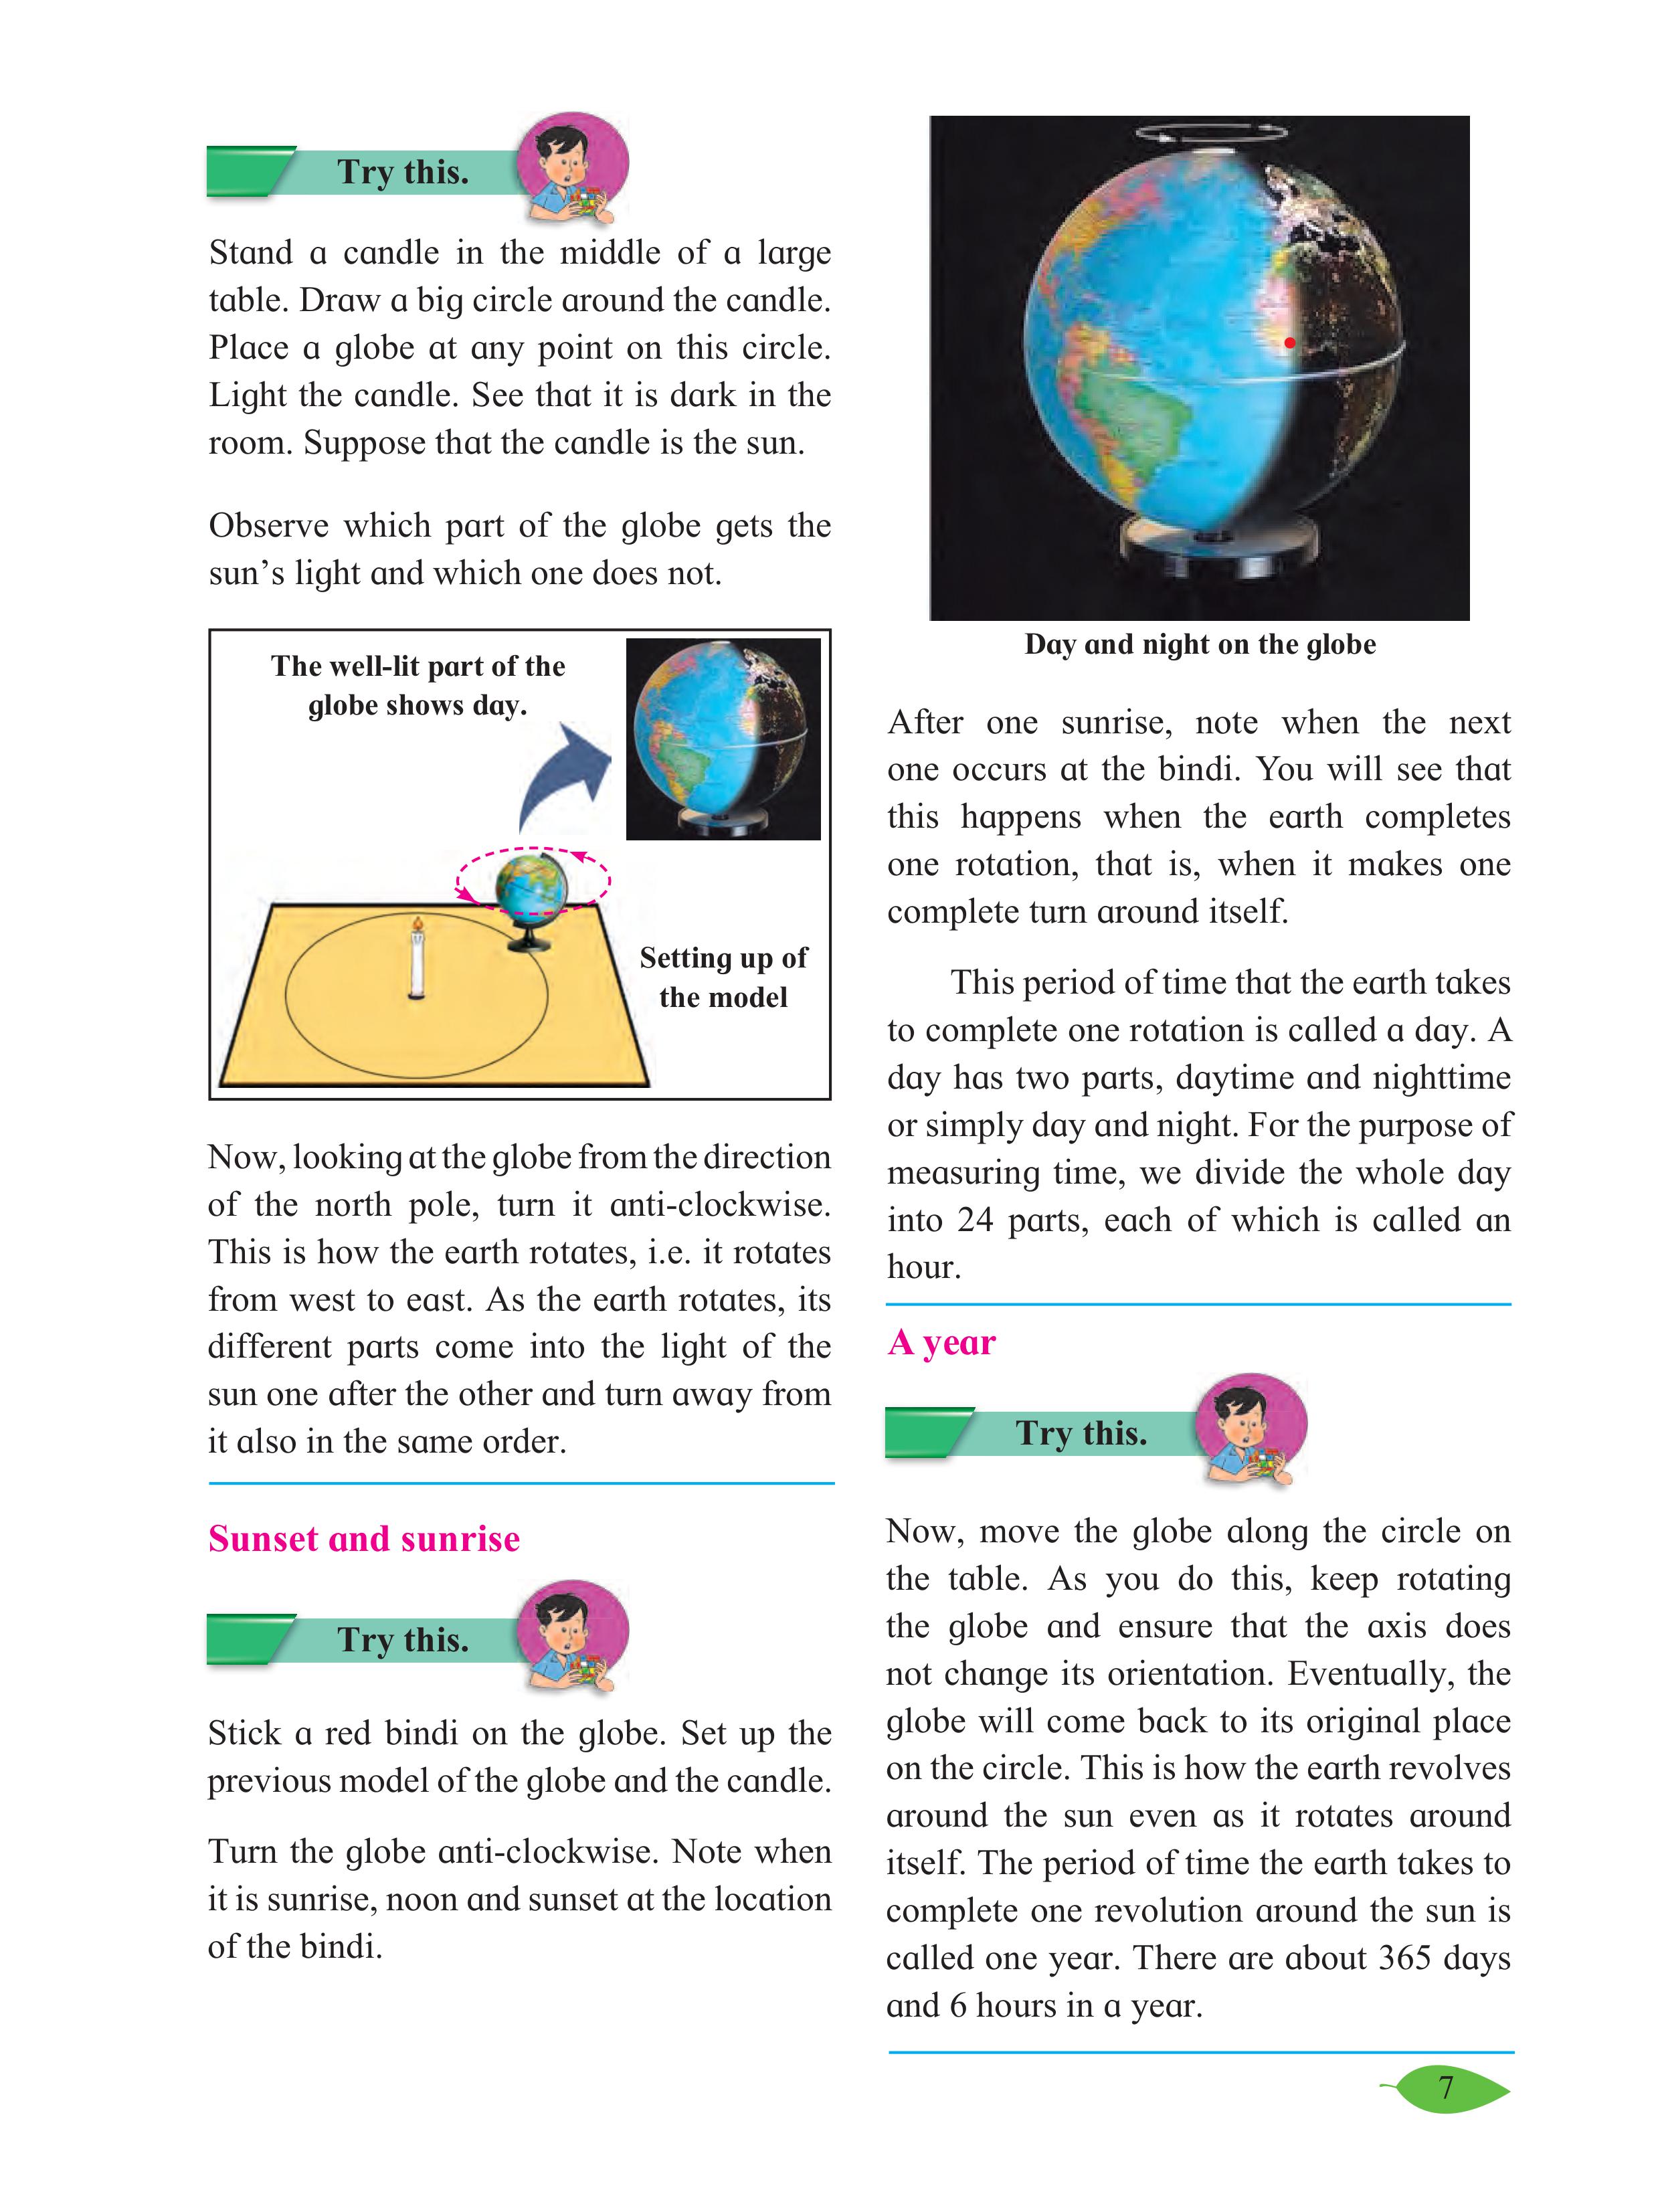 Try this.
Stand a candle in the middle of a large
table. Draw a big circle around the candle.
Place a globe at any point on this circle.
Light the candle. See that it is dark in the
room. Suppose that the candle is the sun.
Observe which part of the globe gets the
sun’s light and which one does not.
The well-lit part of the
globe shows day.
Setting up of
the model
Now, looking at the globe from the direction
of the north pole, turn it anti-clockwise.
This is how the earth rotates, i.e. it rotates
from west to east. As the earth rotates, its
different parts come into the light of the
sun one after the other and turn away from
it also in the same order.
Sunset and sunrise
Try this.
Stick a red bindi on the globe. Set up the
previous model of the globe and the candle.
Turn the globe anti-clockwise. Note when
it is sunrise, noon and sunset at the location
of the bindi.
Day and night on the globe
After one sunrise, note when the next
one occurs at the bindi. You will see that
this happens when the earth completes
one rotation, that is, when it makes one
complete turn around itself.
This period of time that the earth takes
to complete one rotation is called a day. A
day has two parts, daytime and nighttime
or simply day and night. For the purpose of
measuring time, we divide the whole day
into 24 parts, each of which is called an
hour.
A year
Try this.
Now, move the globe along the circle on
the table. As you do this, keep rotating
the globe and ensure that the axis does
not change its orientation. Eventually, the
globe will come back to its original place
on the circle. This is how the earth revolves
around the sun even as it rotates around
itself. The period of time the earth takes to
complete one revolution around the sun is
called one year. There are about 365 days
and 6 hours in a year.
7